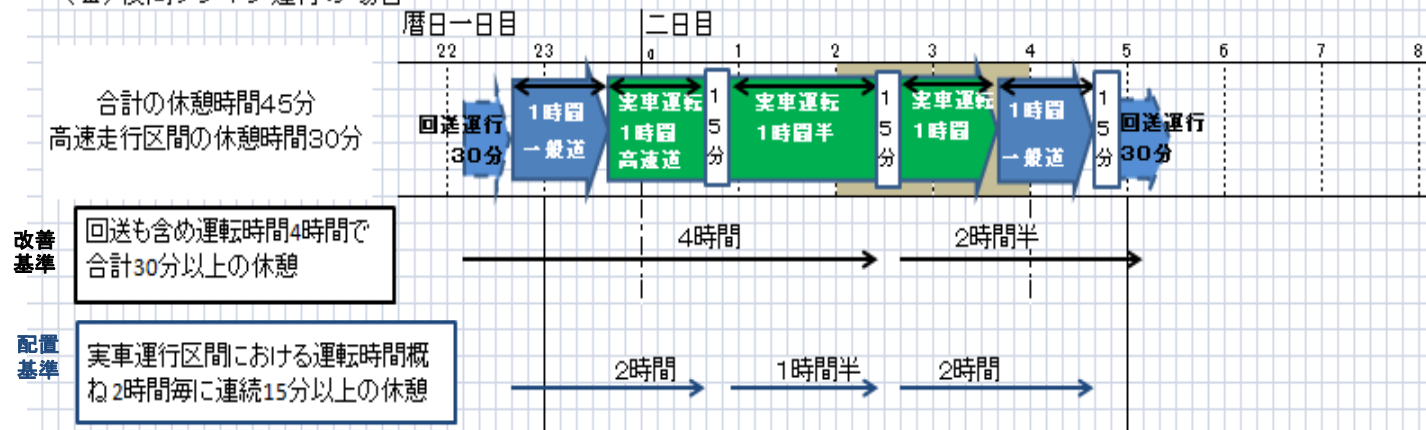 暦日一日目
二日目
22
23
0
1
2
3
4
5
6
7
8
合計の休憩時間45分
高速走行区間の休憩時間30分
回送運行
30分
1時間
一般道
実車運転
1時間
高速道
15分
実車運転
1時間半
15分
実車運転
1時間
1時間
一般道
15分
回送運行
30分
改善
基準
回送も含め運転時間4時間で
合計30分以上の休憩
4時間
2時間半
配置
基準
実車運行区間における運転時間概
ね2時間毎に連続15分以上の休憩
2時間
1時間半
2時間